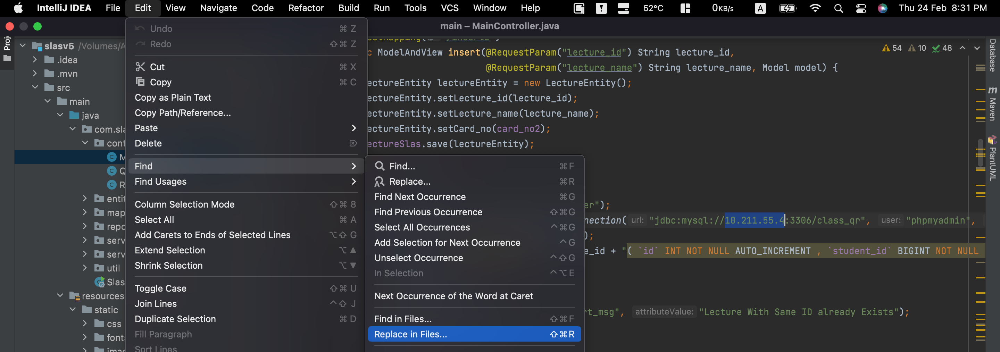 IntelliJ IDEA File Edit View Navigate Code Refactor Build Run Tools VCS Window Help 52°C 0KB/s A Thu 24 Feb 8:31 PM
main – MainController.java
Proj
slasv5 /Volumes/A
.idea
.mvn
src
main
java
com.sla
cont
M
Q
R
entit
map
repo
serv
serv
util
Slas
resources
static
css
font
imag
Undo ⌘ Z
Redo ⇧ ⌘ Z
Cut ⌘ X
Copy ⌘ C
Copy as Plain Text
Copy Path/Reference...
Paste
Delete
Find
Find Usages
Column Selection Mode ⇧ ⌘ 8
Select All ⌘ A
Add Carets to Ends of Selected Lines ⌥ ⇧ G
Extend Selection ⌥ ▲
Shrink Selection ⌥ ▼
Toggle Case ⇧ ⌘ U
Join Lines ^ ⇧ J
Duplicate Selection ⌘ D
Fill Paragraph
Sort Lines
Find... ⌘ F
Replace... ⌘ R
Find Next Occurrence ⌘ G
Find Previous Occurrence ⇧ ⌘ G
Select All Occurrences ^ ⌘ G
Add Selection for Next Occurrence ^ G
Unselect Occurrence ^ ⇧ G
In Selection ^ ⌥ E
Next Occurrence of the Word at Caret
Find in Files... ⇧ ⌘ F
Replace in Files... ⇧ ⌘ R
c ModelAndView insert(@RequestParam("lecture_id") String lecture_id,
@RequestParam("lecture_name") String lecture_name, Model model) {
ectureEntity lectureEntity = new LectureEntity();
ectureEntity.setLecture_id(lecture_id);
ectureEntity.setLecture_name(lecture_name);
ectureEntity.setCard_no(card_no2);
ectureSlas.save(lectureEntity);
er");
nection( url: "jdbc:mysql://10.211.55.4:3306/class_qr", user: "phpmyadmin",
);
e_id + "( `id` INT NOT NULL AUTO_INCREMENT , `student_id` BIGINT NOT NULL
rt_msg", attributeValue: "Lecture With Same ID already Exists");
54 10 48
Database
m Maven
PlantUML